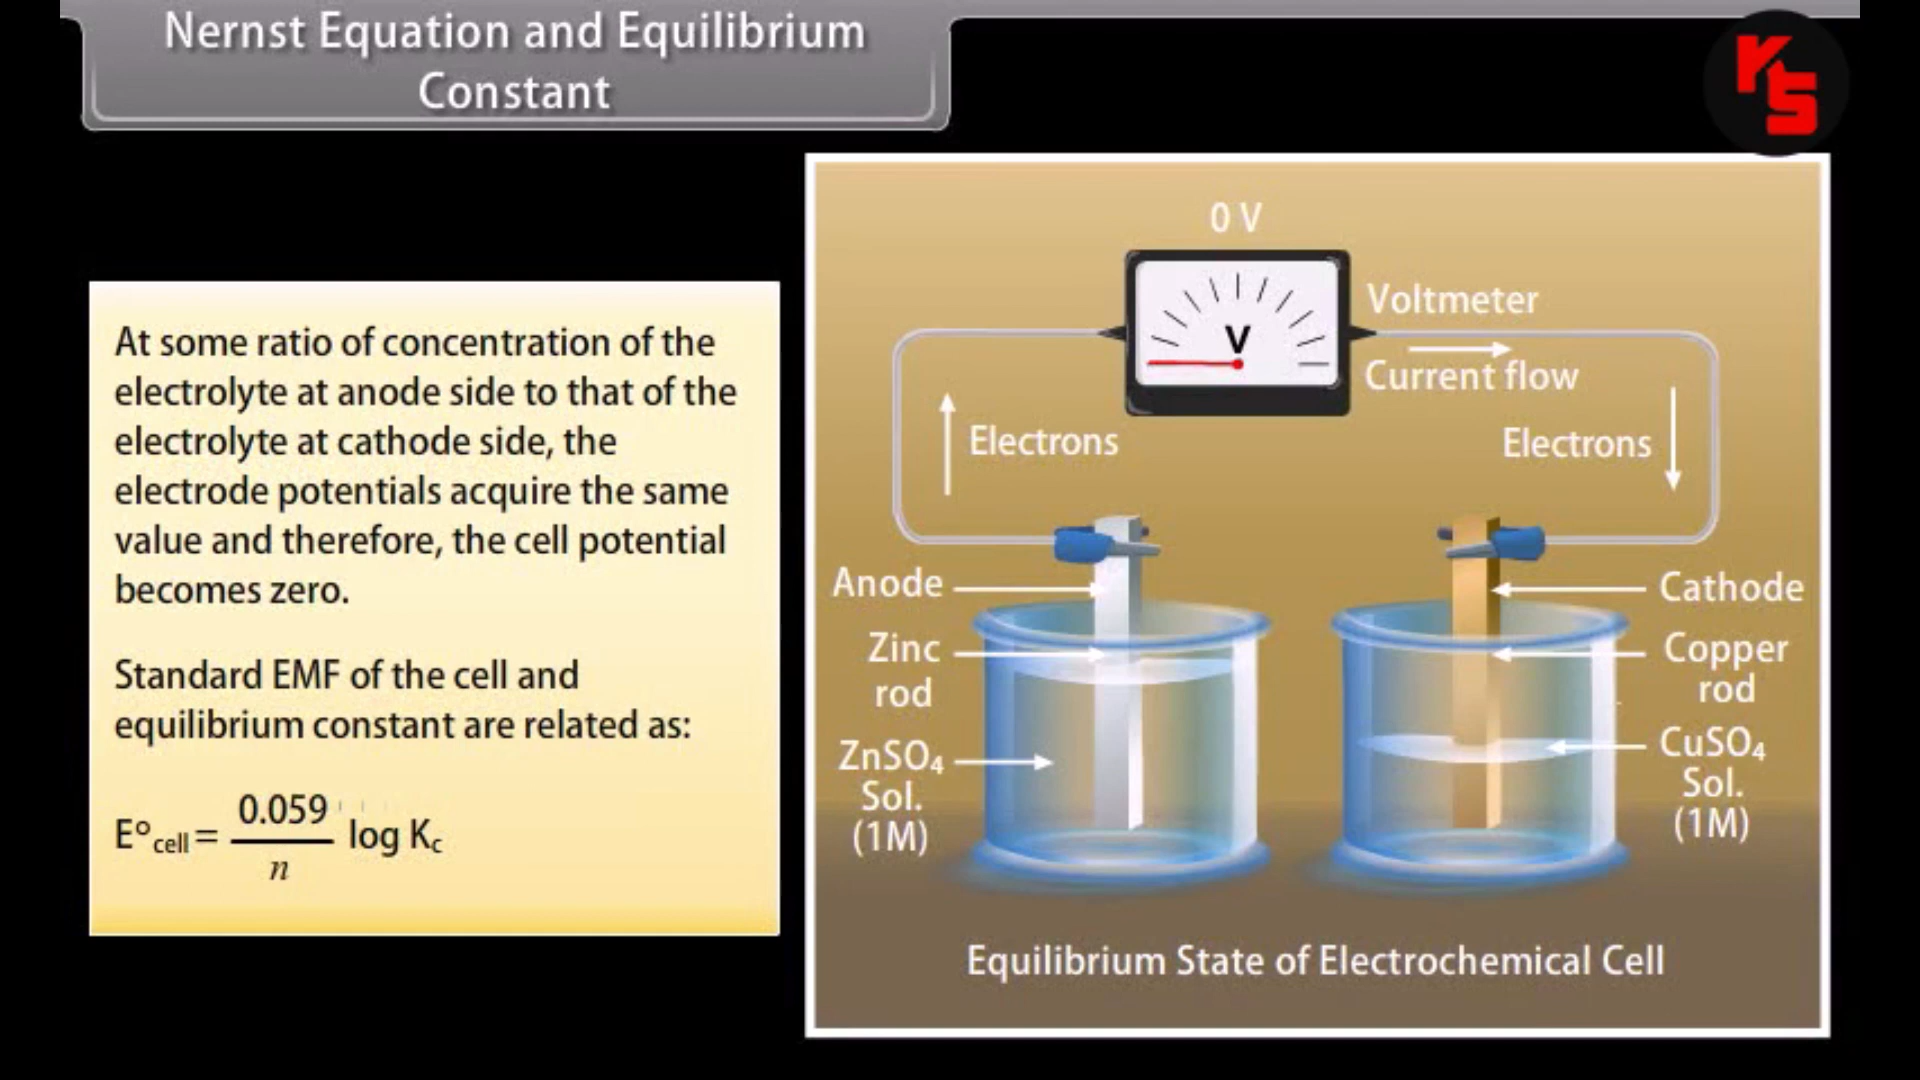 Nernst Equation and Equilibrium
Constant
KS
At some ratio of concentration of the
electrolyte at anode side to that of the
electrolyte at cathode side, the
electrode potentials acquire the same
value and therefore, the cell potential
becomes zero.
Standard EMF of the cell and
equilibrium constant are related as:
E°cell = 0.059/n log Kc
0 V
V
Voltmeter
Current flow
Electrons
Electrons
Anode
Zinc
rod
ZnSO₄
Sol.
(1M)
Cathode
Copper
rod
CuSO₄
Sol.
(1M)
Equilibrium State of Electrochemical Cell